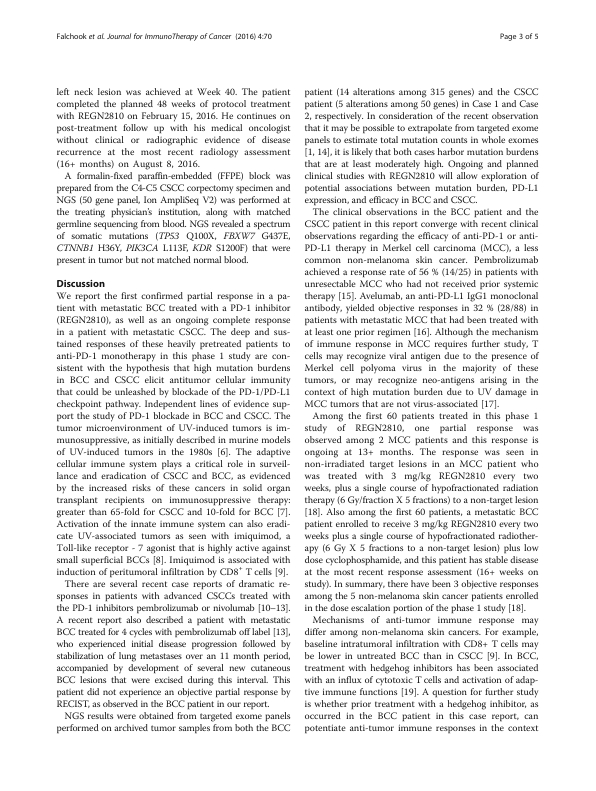 Falchook et al. Journal for ImmunoTherapy of Cancer (2016) 4:70
Page 3 of 5
left neck lesion was achieved at Week 40. The patient
completed the planned 48 weeks of protocol treatment
with REGN2810 on February 15, 2016. He continues on
post-treatment follow up with his medical oncologist
without clinical or radiographic evidence of disease
recurrence at the most recent radiology assessment
(16+ months) on August 8, 2016.
A formalin-fixed paraffin-embedded (FFPE) block was
prepared from the C4-C5 CSCC corpectomy specimen and
NGS (50 gene panel, Ion AmpliSeq V2) was performed at
the treating physician's institution, along with matched
germline sequencing from blood. NGS revealed a spectrum
of somatic mutations (TP53 Q100X, FBXW7 G437E,
CTNNB1 H36Y, PIK3CA L113F, KDR S1200F) that were
present in tumor but not matched normal blood.
Discussion
We report the first confirmed partial response in a pa-
tient with metastatic BCC treated with a PD-1 inhibitor
(REGN2810), as well as an ongoing complete response
in a patient with metastatic CSCC. The deep and sus-
tained responses of these heavily pretreated patients to
anti-PD-1 monotherapy in this phase 1 study are con-
sistent with the hypothesis that high mutation burdens
in BCC and CSCC elicit antitumor cellular immunity
that could be unleashed by blockade of the PD-1/PD-L1
checkpoint pathway. Independent lines of evidence sup-
port the study of PD-1 blockade in BCC and CSCC. The
tumor microenvironment of UV-induced tumors is im-
munosuppressive, as initially described in murine models
of UV-induced tumors in the 1980s [6]. The adaptive
cellular immune system plays a critical role in surveil-
lance and eradication of CSCC and BCC, as evidenced
by the increased risks of these cancers in solid organ
transplant recipients on immunosuppressive therapy:
greater than 65-fold for CSCC and 10-fold for BCC [7].
Activation of the innate immune system can also eradi-
cate UV-associated tumors as seen with imiquimod, a
Toll-like receptor - 7 agonist that is highly active against
small superficial BCCs [8]. Imiquimod is associated with
induction of peritumoral infiltration by CD8+ T cells [9].
There are several recent case reports of dramatic re-
sponses in patients with advanced CSCCs treated with
the PD-1 inhibitors pembrolizumab or nivolumab [10–13].
A recent report also described a patient with metastatic
BCC treated for 4 cycles with pembrolizumab off label [13],
who experienced initial disease progression followed by
stabilization of lung metastases over an 11 month period,
accompanied by development of several new cutaneous
BCC lesions that were excised during this interval. This
patient did not experience an objective partial response by
RECIST, as observed in the BCC patient in our report.
NGS results were obtained from targeted exome panels
performed on archived tumor samples from both the BCC
patient (14 alterations among 315 genes) and the CSCC
patient (5 alterations among 50 genes) in Case 1 and Case
2, respectively. In consideration of the recent observation
that it may be possible to extrapolate from targeted exome
panels to estimate total mutation counts in whole exomes
[1, 14], it is likely that both cases harbor mutation burdens
that are at least moderately high. Ongoing and planned
clinical studies with REGN2810 will allow exploration of
potential associations between mutation burden, PD-L1
expression, and efficacy in BCC and CSCC.
The clinical observations in the BCC patient and the
CSCC patient in this report converge with recent clinical
observations regarding the efficacy of anti-PD-1 or anti-
PD-L1 therapy in Merkel cell carcinoma (MCC), a less
common non-melanoma skin cancer. Pembrolizumab
achieved a response rate of 56 % (14/25) in patients with
unresectable MCC who had not received prior systemic
therapy [15]. Avelumab, an anti-PD-L1 IgG1 monoclonal
antibody, yielded objective responses in 32 % (28/88) in
patients with metastatic MCC that had been treated with
at least one prior regimen [16]. Although the mechanism
of immune response in MCC requires further study, T
cells may recognize viral antigen due to the presence of
Merkel cell polyoma virus in the majority of these
tumors, or may recognize neo-antigens arising in the
context of high mutation burden due to UV damage in
MCC tumors that are not virus-associated [17].
Among the first 60 patients treated in this phase 1
study of REGN2810, one partial response was
observed among 2 MCC patients and this response is
ongoing at 13+ months. The response was seen in
non-irradiated target lesions in an MCC patient who
was treated with 3 mg/kg REGN2810 every two
weeks, plus a single course of hypofractionated radiation
therapy (6 Gy/fraction X 5 fractions) to a non-target lesion
[18]. Also among the first 60 patients, a metastatic BCC
patient enrolled to receive 3 mg/kg REGN2810 every two
weeks plus a single course of hypofractionated radiother-
apy (6 Gy X 5 fractions to a non-target lesion) plus low
dose cyclophosphamide, and this patient has stable disease
at the most recent response assessment (16+ weeks on
study). In summary, there have been 3 objective responses
among the 5 non-melanoma skin cancer patients enrolled
in the dose escalation portion of the phase 1 study [18].
Mechanisms of anti-tumor immune response may
differ among non-melanoma skin cancers. For example,
baseline intratumoral infiltration with CD8+ T cells may
be lower in untreated BCC than in CSCC [9]. In BCC,
treatment with hedgehog inhibitors has been associated
with an influx of cytotoxic T cells and activation of adap-
tive immune functions [19]. A question for further study
is whether prior treatment with a hedgehog inhibitor, as
occurred in the BCC patient in this case report, can
potentiate anti-tumor immune responses in the context